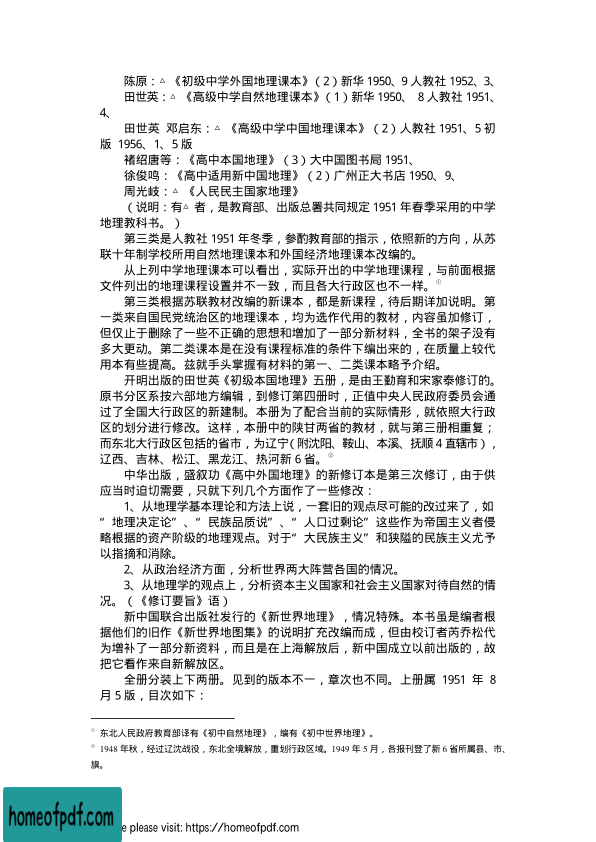 陈原：△ 《初级中学外国地理课本》（2）新华 1950、9 人教社 1952、3、
田世英：△ 《高级中学自然地理课本》（1）新华 1950、 8 人教社 1951、
4、
田世英 邓启东：△ 《高级中学中国地理课本》（2）人教社 1951、5 初
版 1956、1、5 版
褚绍唐等：《高中本国地理》（3）大中国图书局 1951、
徐俊鸣：《高中适用新中国地理》（2）广州正大书店 1950、9、
周光岐：△ 《人民民主国家地理》
（说明：有△ 者，是教育部、出版总署共同规定 1951 年春季采用的中学
地理教科书。）
第三类是人教社 1951 年冬季，参酌教育部的指示，依照新的方向，从苏
联十年制学校所用自然地理课本和外国经济地理课本改编的。
从上列中学地理课本可以看出，实际开出的中学地理课程，与前面根据
文件列出的地理课程设置并不一致，而且各大行政区也不一样。①
第三类根据苏联教材改编的新课本，都是新课程，待后期详加说明。第
一类来自国民党统治区的地理课本，均为选作代用的教材，内容虽加修订，
但仅止于删除了一些不正确的思想和增加了一部分新材料，全书的架子没有
多大更动。第二类课本是在没有课程标准的条件下编出来的，在质量上较代
用本有些提高。兹就手头掌握有材料的第一、二类课本略予介绍。
开明出版的田世英《初级本国地理》五册，是由王勤育和宋家泰修订的。
原书分区系按六部地方编辑，到修订第四册时，正值中央人民政府委员会通
过了全国大行政区的新建制。本册为了配合当前的实际情形，就依照大行政
区的划分进行修改。这样，本册中的陕甘两省的教材，就与第三册相重复；
而东北大行政区包括的省市，为辽宁（附沈阳、鞍山、本溪、抚顺 4 直辖市），
辽西、吉林、松江、黑龙江、热河新 6 省。②
中华出版，盛叙功《高中外国地理》的新修订本是第三次修订，由于供
应当时迫切需要，只就下列几个方面作了一些修改：
1、从地理学基本理论和方法上说，一套旧的观点尽可能的改过来了，如
“地理决定论”、“民族品质说”、“人口过剩论”这些作为帝国主义者侵
略根据的资产阶级的地理观点。对于“大民族主义”和狭隘的民族主义尤予
以指摘和消除。
2、从政治经济方面，分析世界两大阵营各国的情况。
3、从地理学的观点上，分析资本主义国家和社会主义国家对待自然的情
况。（《修订要旨》语）
新中国联合出版社发行的《新世界地理》，情况特殊。本书虽是编者根
据他们的旧作《新世界地图集》的说明扩充改编而成，但由校订者芮乔松代
为增补了一部分新资料，而且是在上海解放后，新中国成立以前出版的，故
把它看作来自新解放区。
全册分装上下两册。见到的版本不一，章次也不同。上册属 1951 年 8
月 5 版，目次如下：
① 东北人民政府教育部译有《初中自然地理》，编有《初中世界地理》。
② 1948 年秋，经过辽沈战役，东北全境解放，重划行政区域。1949 年 5 月，各报刊登了新 6 省所属县、市、
旗。
homeofpdf.com
e please visit: https://homeofpdf.com